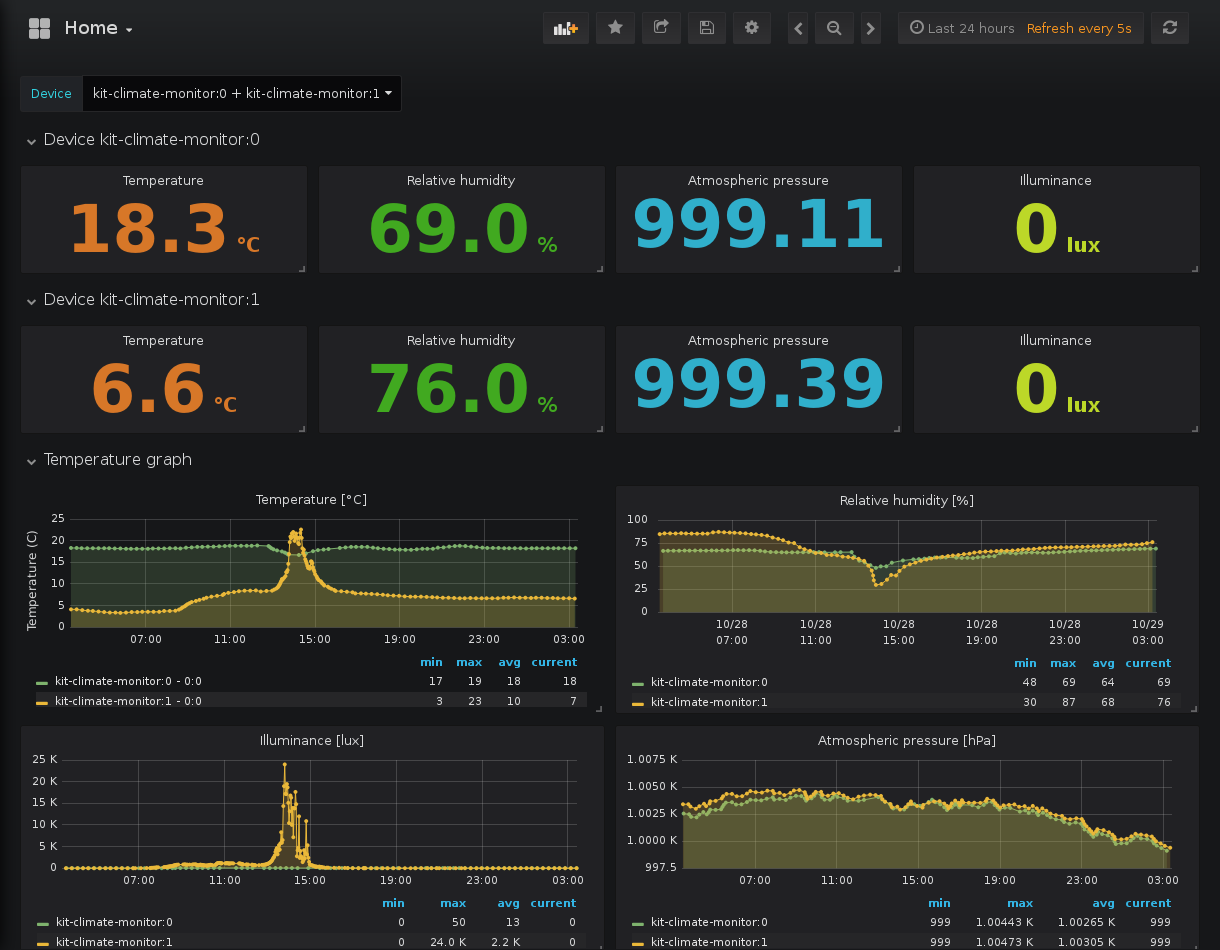 Home
Last 24 hours Refresh every 5s
Device kit-climate-monitor:0 + kit-climate-monitor:1
Device kit-climate-monitor:0
Temperature Relative humidity Atmospheric pressure Illuminance
18.3 °C 69.0 % 999.11 0 lux
Device kit-climate-monitor:1
Temperature Relative humidity Atmospheric pressure Illuminance
6.6 °C 76.0 % 999.39 0 lux
Temperature graph
Temperature [°C]
Temperature (C)
25
20
15
10
5
0
07:00 11:00 15:00 19:00 23:00 03:00
min max avg current
kit-climate-monitor:0 - 0:0 17 19 18 18
kit-climate-monitor:1 - 0:0 3 23 10 7
Relative humidity [%]
100
75
50
25
0
10/28 10/28 10/28 10/28 10/28 10/29
07:00 11:00 15:00 19:00 23:00 03:00
min max avg current
kit-climate-monitor:0 48 69 64 69
kit-climate-monitor:1 30 87 68 76
Illuminance [lux]
25 K
20 K
15 K
10 K
5 K
0
07:00 11:00 15:00 19:00 23:00 03:00
min max avg current
kit-climate-monitor:0 0 50 13 0
kit-climate-monitor:1 0 24.0 K 2.2 K 0
Atmospheric pressure [hPa]
1.0075 K
1.0050 K
1.0025 K
1.0000 K
997.5
07:00 11:00 15:00 19:00 23:00 03:00
min max avg current
kit-climate-monitor:0 999 1.00443 K 1.00265 K 999
kit-climate-monitor:1 999 1.00473 K 1.00305 K 999